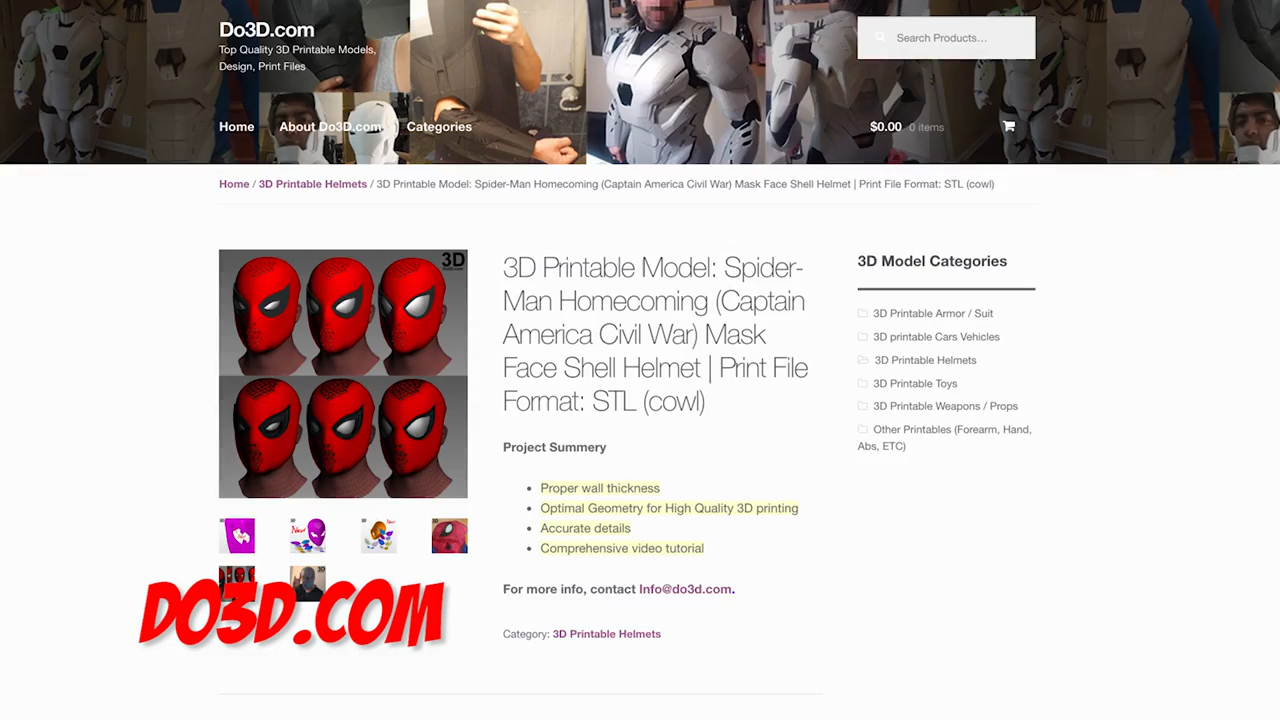 Do3D.com
Top Quality 3D Printable Models,
Design, Print Files
Search Products…
Home
About Do3D.com
Categories
$0.00 0 items
Home / 3D Printable Helmets / 3D Printable Model: Spider-Man Homecoming (Captain America Civil War) Mask Face Shell Helmet | Print File Format: STL (cowl)
3D
3D Printable Model: Spider-
Man Homecoming (Captain
America Civil War) Mask
Face Shell Helmet | Print File
Format: STL (cowl)
Project Summery
Proper wall thickness
Optimal Geometry for High Quality 3D printing
Accurate details
Comprehensive video tutorial
For more info, contact Info@do3d.com.
Category: 3D Printable Helmets
3D Model Categories
3D Printable Armor / Suit
3D printable Cars Vehicles
3D Printable Helmets
3D Printable Toys
3D Printable Weapons / Props
Other Printables (Forearm, Hand,
Abs, ETC)
New
DO3D.COM